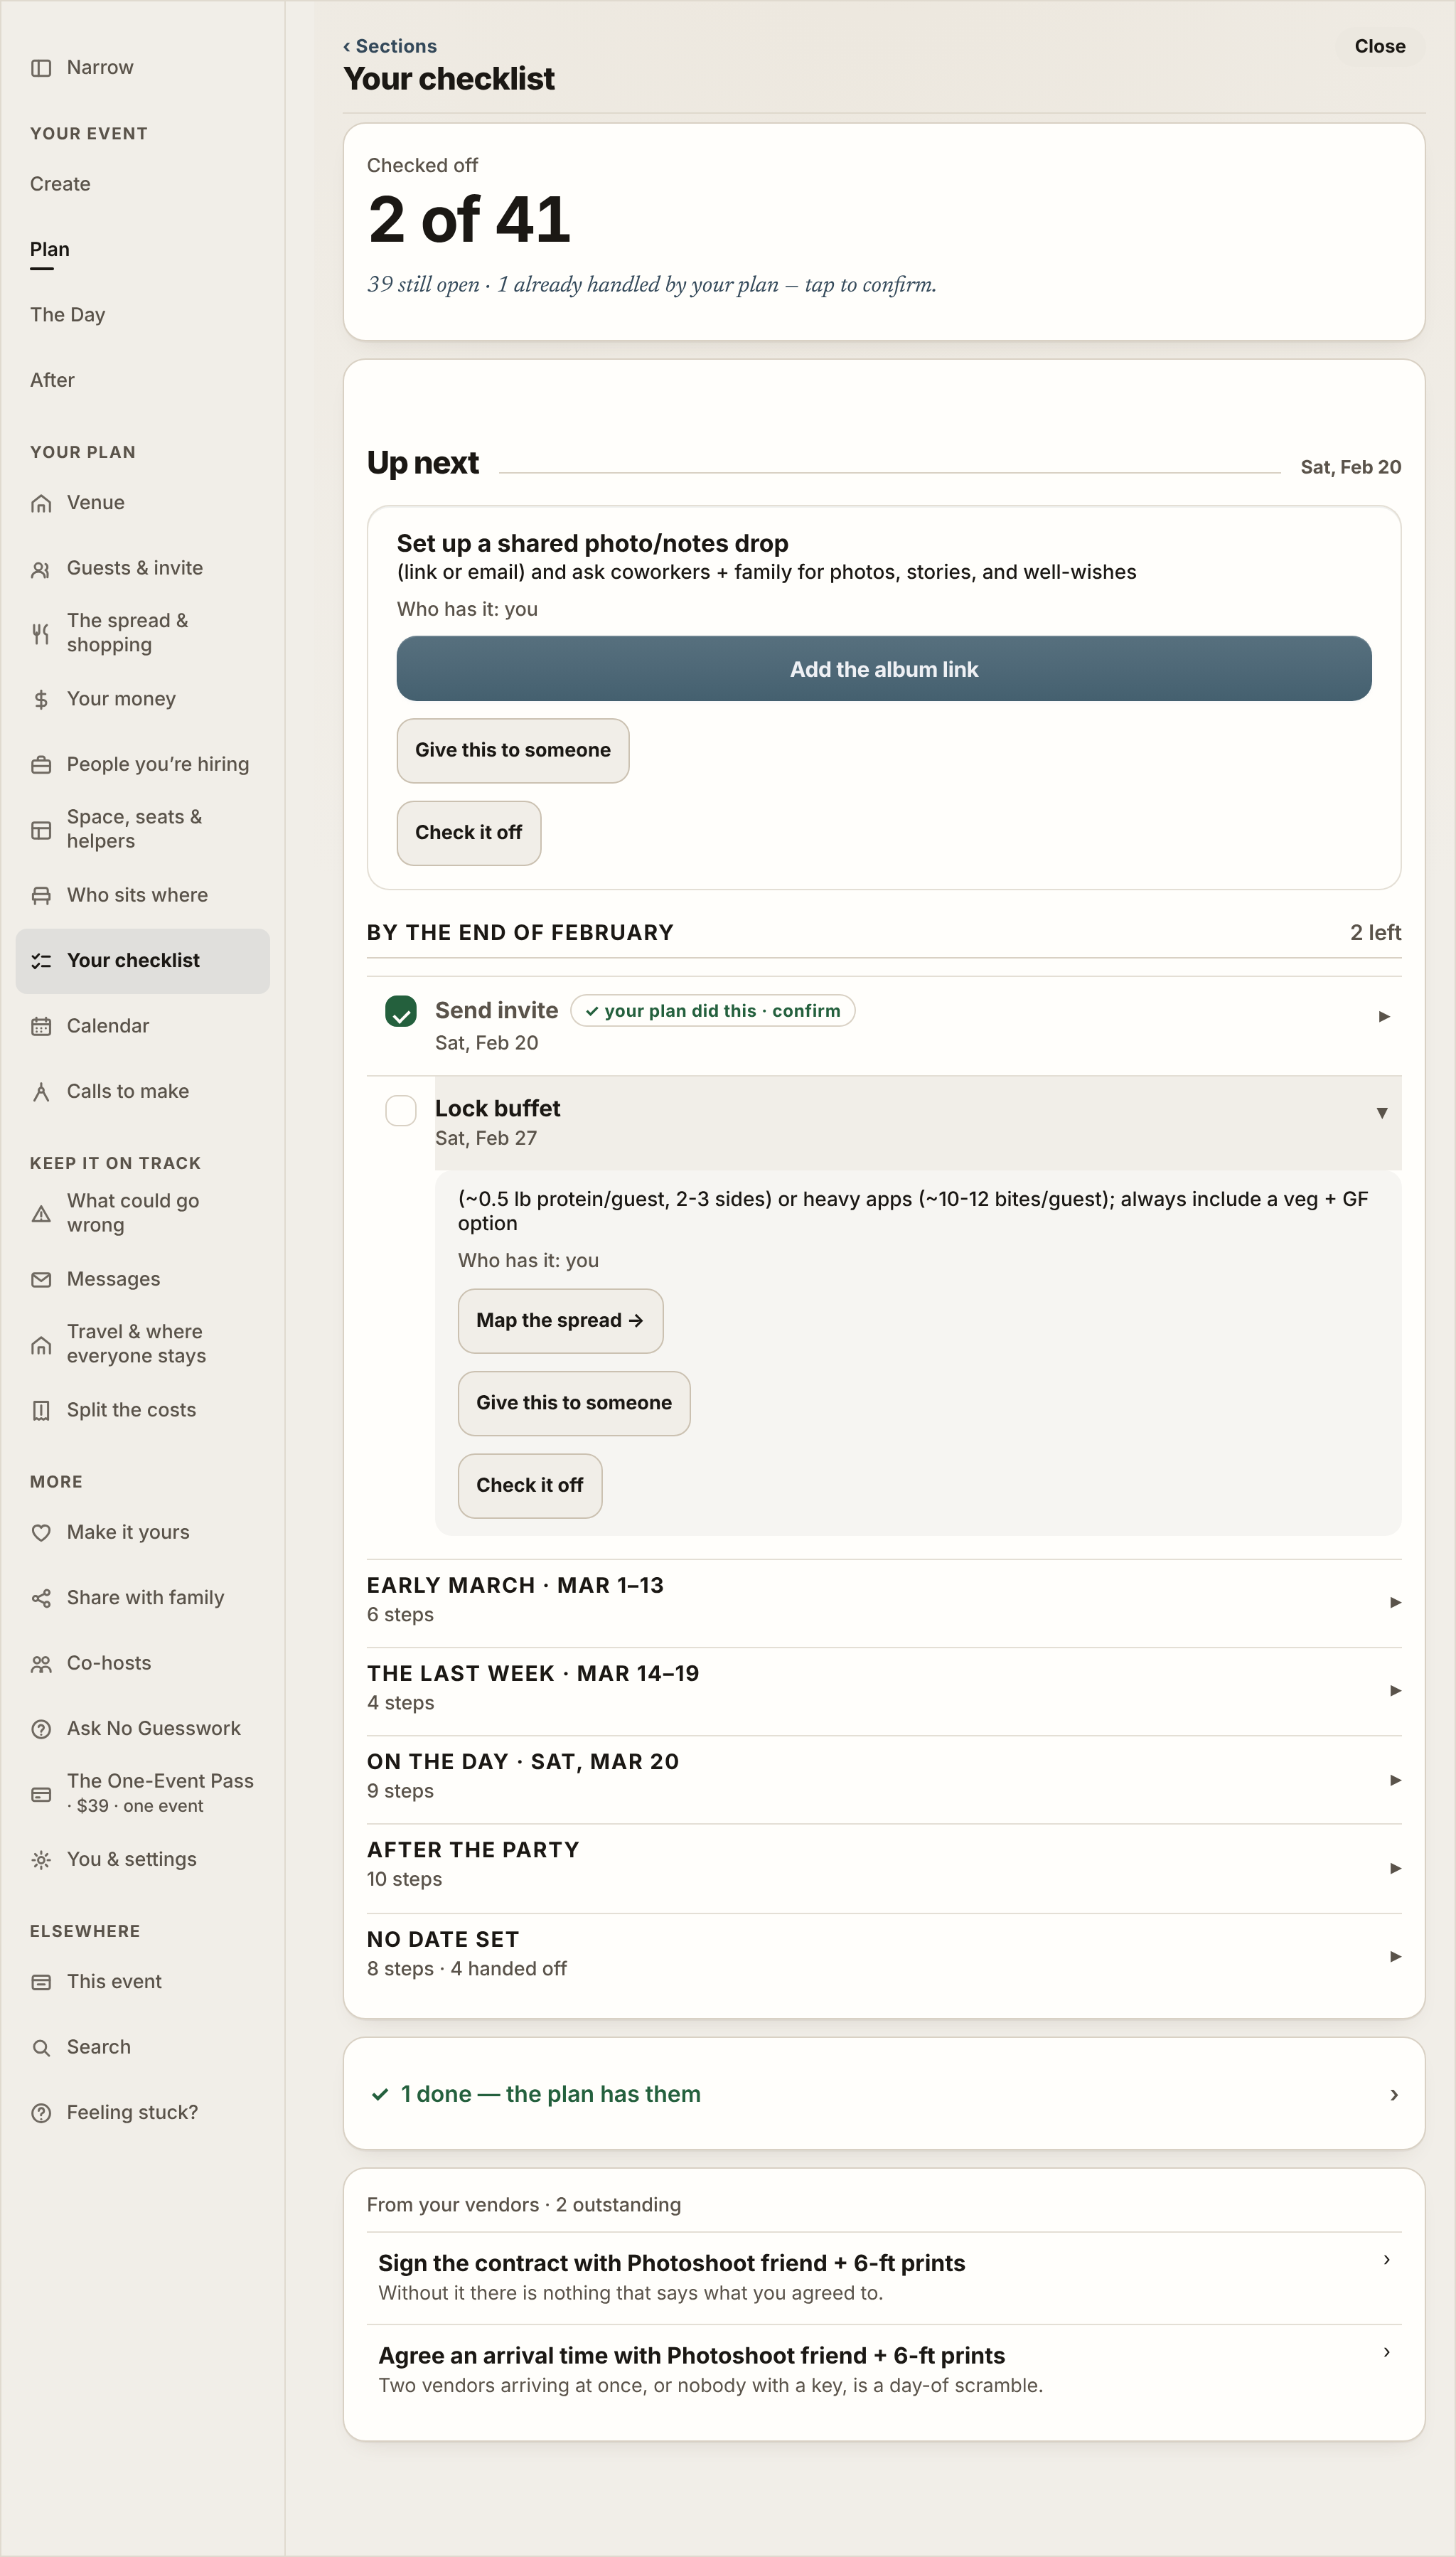 Narrow
YOUR EVENT
Create
Plan
The Day
After
YOUR PLAN
Venue
Guests & invite
The spread &
shopping
Your money
People you’re hiring
Space, seats &
helpers
Who sits where
Your checklist
Calendar
Calls to make
KEEP IT ON TRACK
What could go
wrong
Messages
Travel & where
everyone stays
Split the costs
MORE
Make it yours
Share with family
Co-hosts
Ask No Guesswork
The One-Event Pass
· $39 · one event
You & settings
ELSEWHERE
This event
Search
Feeling stuck?
‹ Sections
Close
Your checklist
Checked off
2 of 41
39 still open · 1 already handled by your plan — tap to confirm.
Up next
Sat, Feb 20
Set up a shared photo/notes drop
(link or email) and ask coworkers + family for photos, stories, and well-wishes
Who has it: you
Add the album link
Give this to someone
Check it off
BY THE END OF FEBRUARY
2 left
Send invite ✓ your plan did this · confirm
Sat, Feb 20
Lock buffet
Sat, Feb 27
(~0.5 lb protein/guest, 2-3 sides) or heavy apps (~10-12 bites/guest); always include a veg + GF
option
Who has it: you
Map the spread →
Give this to someone
Check it off
EARLY MARCH · MAR 1–13
6 steps
THE LAST WEEK · MAR 14–19
4 steps
ON THE DAY · SAT, MAR 20
9 steps
AFTER THE PARTY
10 steps
NO DATE SET
8 steps · 4 handed off
✓ 1 done — the plan has them
From your vendors · 2 outstanding
Sign the contract with Photoshoot friend + 6-ft prints
Without it there is nothing that says what you agreed to.
Agree an arrival time with Photoshoot friend + 6-ft prints
Two vendors arriving at once, or nobody with a key, is a day-of scramble.